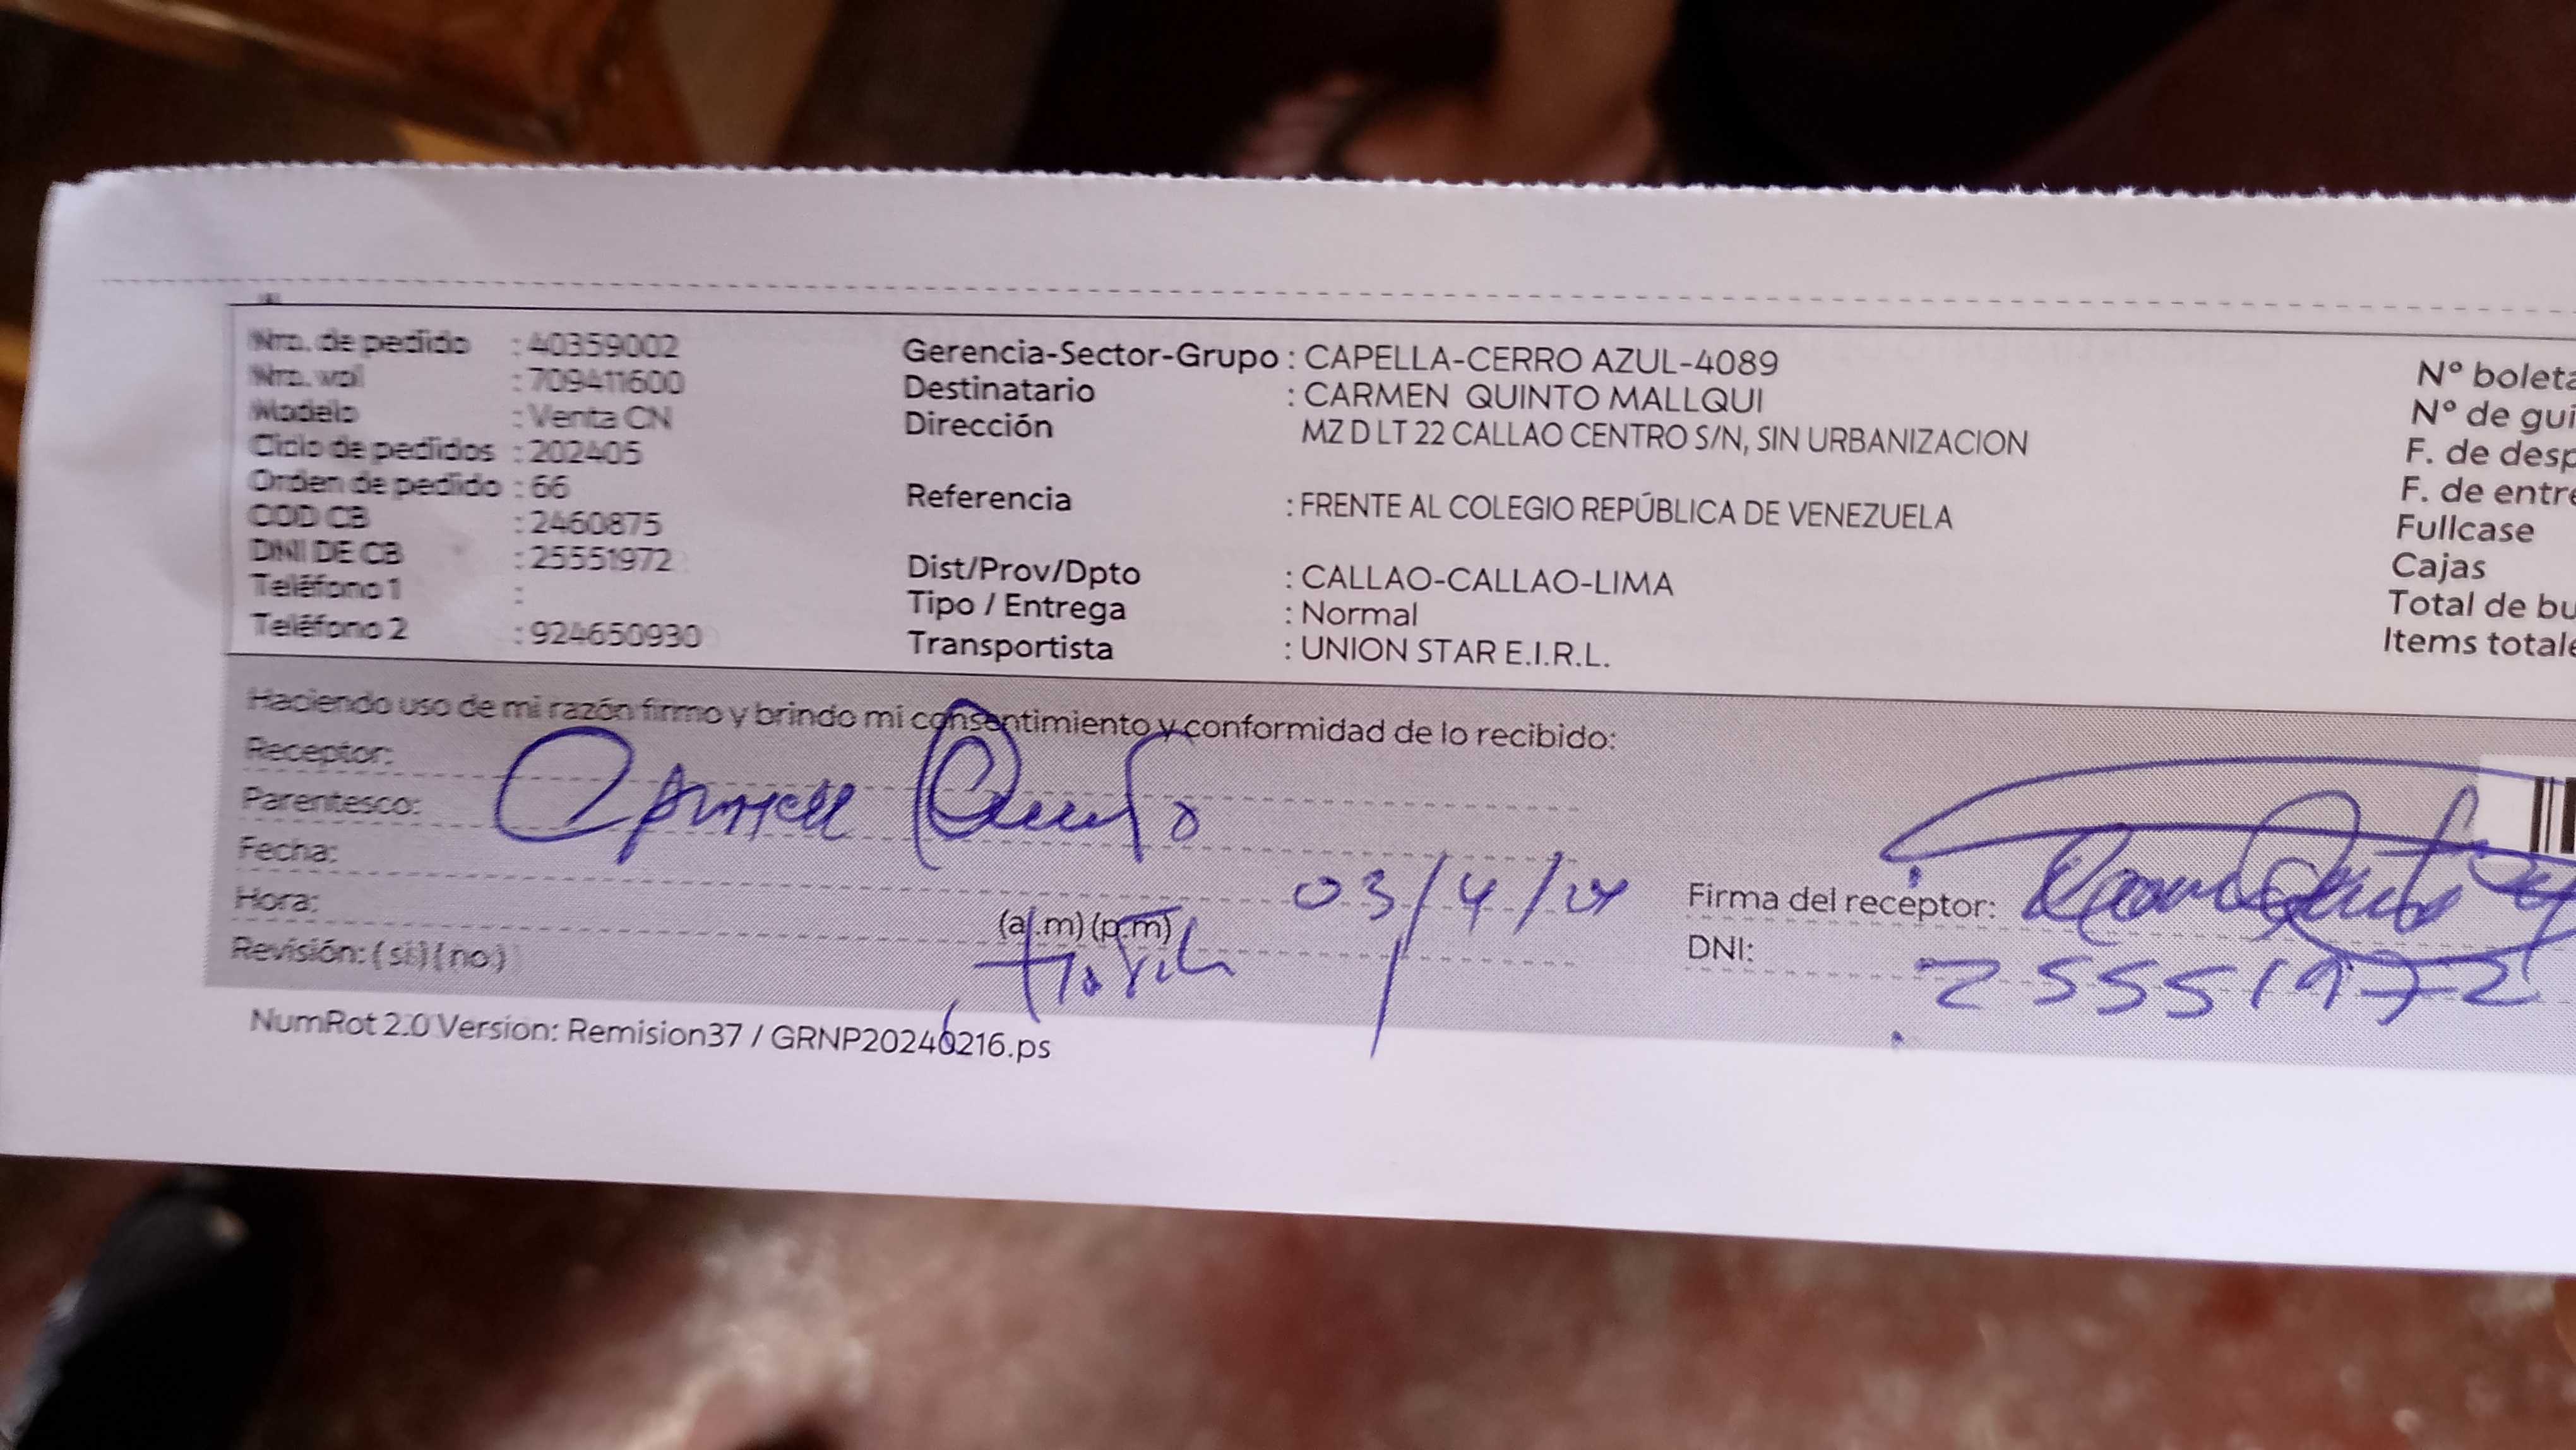 Nro. de pedido : 40359002
Nro. wol : 709411600
Modelo : Venta CN
Ciclo de pedidos : 202405
Orden de pedido : 66
COD CB : 2460875
DNI DE CB : 25551972
Teléfono 1 :
Teléfono 2 : 924650930
Gerencia-Sector-Grupo : CAPELLA-CERRO AZUL-4089
Destinatario : CARMEN QUINTO MALLQUI
Dirección MZ D LT 22 CALLAO CENTRO S/N, SIN URBANIZACION
Referencia : FRENTE AL COLEGIO REPÚBLICA DE VENEZUELA
Dist/Prov/Dpto : CALLAO-CALLAO-LIMA
Tipo / Entrega : Normal
Transportista : UNION STAR E.I.R.L.
Nº boleta
Nº de gui
F. de desp
F. de entre
Fullcase
Cajas
Total de bu
Items totale
Haciendo uso de mi razón firmo y brindo mi consentimiento y conformidad de lo recibido:
Receptor:
Parentesco: Carmen Quinto
Fecha: 03/4/24
Hora: (a.m) (p.m)
Revisión: (si) (no)
Firma del receptor:
DNI: 25551972
NumRot 2.0 Version: Remision37 / GRNP20240216.ps